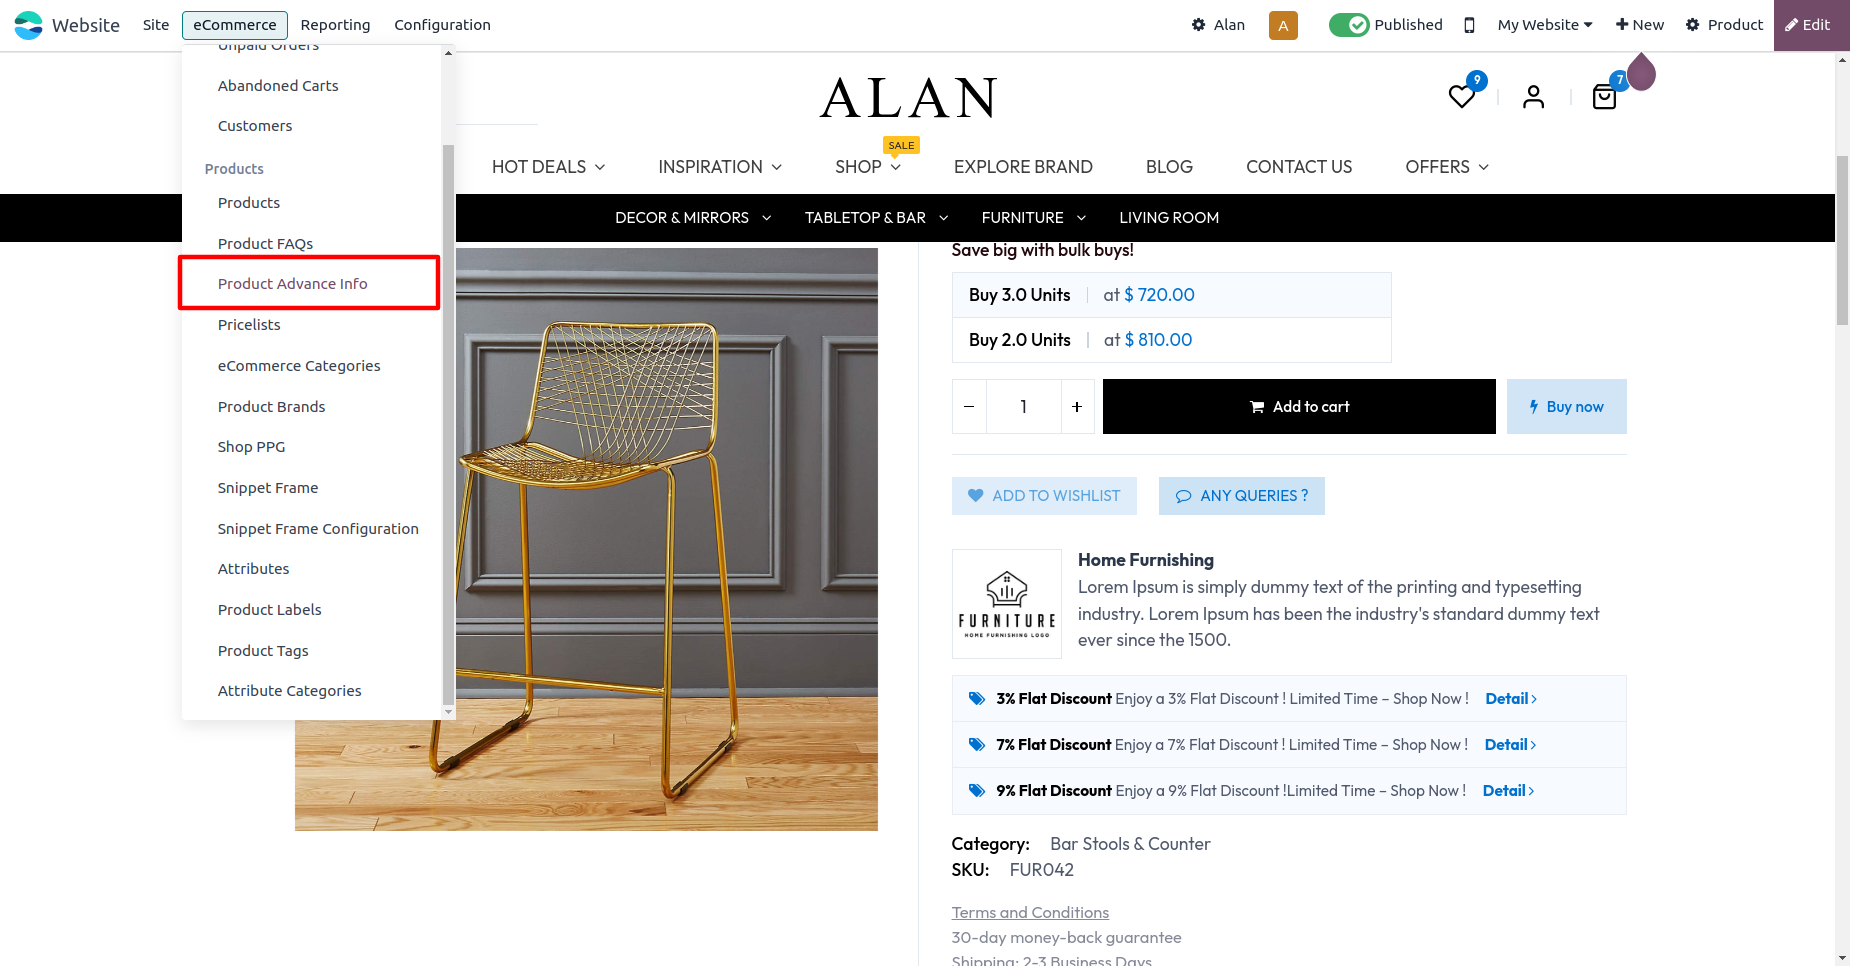 Website Site eCommerce Reporting Configuration Alan A Published My Website New Product Edit
Unpaid Orders
Abandoned Carts
Customers
Products
Products
Product FAQs
Product Advance Info
Pricelists
eCommerce Categories
Product Brands
Shop PPG
Snippet Frame
Snippet Frame Configuration
Attributes
Product Labels
Product Tags
Attribute Categories
ALAN
9
7
SALE
HOT DEALS INSPIRATION SHOP EXPLORE BRAND BLOG CONTACT US OFFERS
DECOR & MIRRORS TABLETOP & BAR FURNITURE LIVING ROOM
Save big with bulk buys!
Buy 3.0 Units at $ 720.00
Buy 2.0 Units at $ 810.00
− 1 + Add to cart Buy now
ADD TO WISHLIST ANY QUERIES ?
FURNITURE
HOME FURNISHING LOGO
Home Furnishing
Lorem Ipsum is simply dummy text of the printing and typesetting
industry. Lorem Ipsum has been the industry's standard dummy text
ever since the 1500.
3% Flat Discount Enjoy a 3% Flat Discount ! Limited Time – Shop Now ! Detail
7% Flat Discount Enjoy a 7% Flat Discount ! Limited Time – Shop Now ! Detail
9% Flat Discount Enjoy a 9% Flat Discount !Limited Time – Shop Now ! Detail
Category: Bar Stools & Counter
SKU: FUR042
Terms and Conditions
30-day money-back guarantee
Shipping: 2-3 Business Days